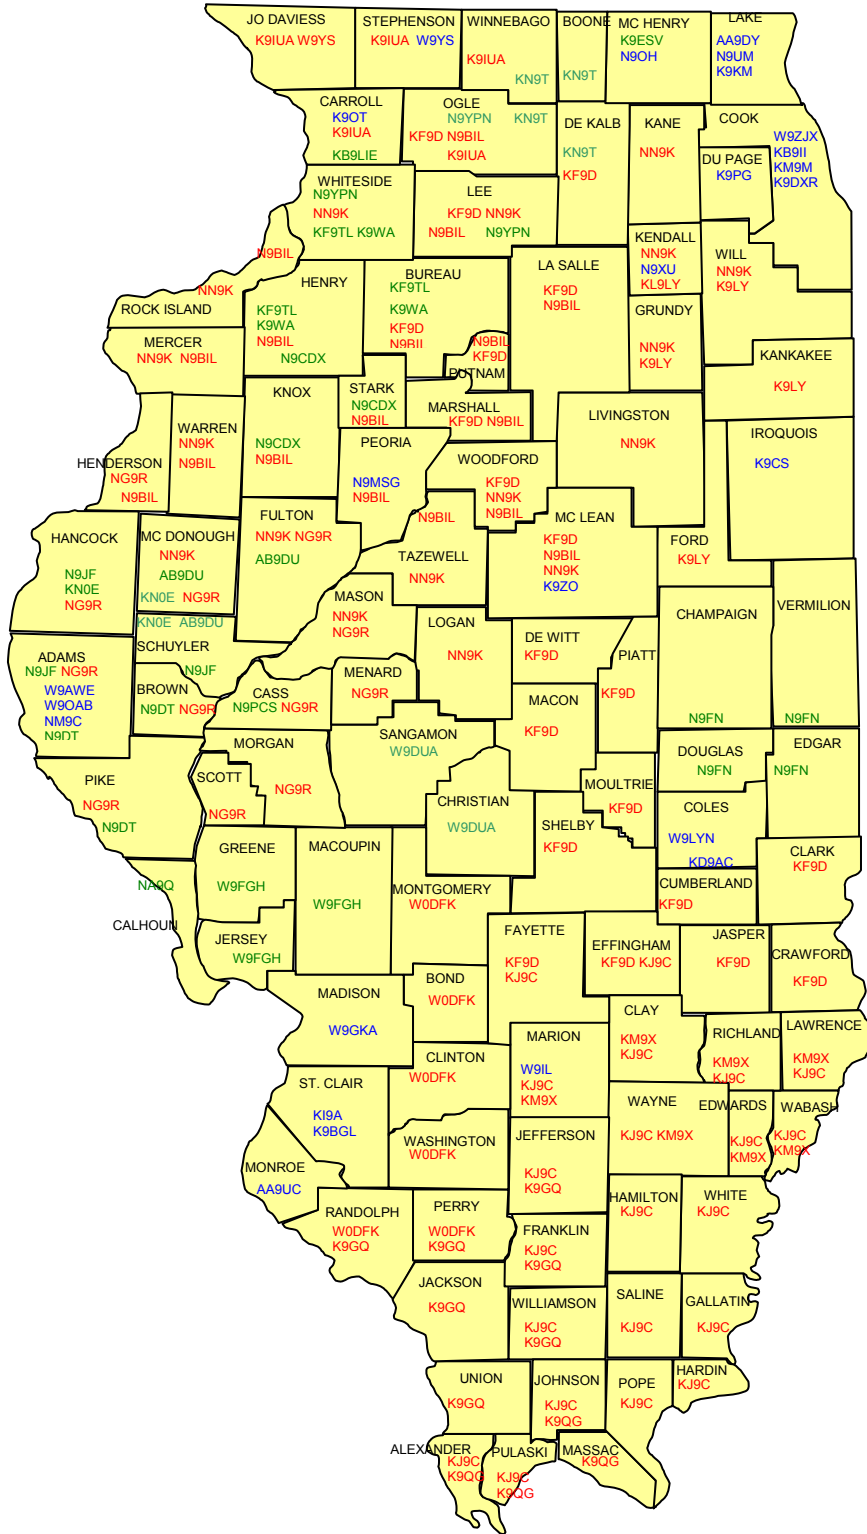 JO DAVIESS
K9IUA W9YS
STEPHENSON
K9IUA W9YS
WINNEBAGO
K9IUA
KN9T
BOONE
KN9T
MC HENRY
K9ESV
N9OH
LAKE
AA9DY
N9UM
K9KM
CARROLL
K9OT
K9IUA
KB9LIE
OGLE
N9YPN KN9T
KF9D N9BIL
K9IUA
DE KALB
KN9T
KF9D
KANE
NN9K
COOK
W9ZJX
KB9II
KM9M
K9DXR
DU PAGE
K9PG
WHITESIDE
N9YPN
NN9K
KF9TL K9WA
LEE
KF9D NN9K
N9BIL N9YPN
KENDALL
NN9K
N9XU
KL9LY
WILL
NN9K
K9LY
N9BIL
NN9K
ROCK ISLAND
HENRY
KF9TL
K9WA
N9BIL
N9CDX
BUREAU
KF9TL
K9WA
KF9D
N9BIL
LA SALLE
KF9D
N9BIL
GRUNDY
NN9K
K9LY
N9BIL
KF9D
PUTNAM
MERCER
NN9K N9BIL
KANKAKEE
K9LY
KNOX
N9CDX
N9BIL
STARK
N9CDX
N9BIL
MARSHALL
KF9D N9BIL
LIVINGSTON
NN9K
IROQUOIS
K9CS
WARREN
NN9K
N9BIL
HENDERSON
NG9R
N9BIL
PEORIA
N9MSG
N9BIL
WOODFORD
KF9D
NN9K
N9BIL
FULTON
NN9K NG9R
AB9DU
N9BIL
TAZEWELL
NN9K
MC LEAN
KF9D
N9BIL
NN9K
K9ZO
FORD
K9LY
HANCOCK
N9JF
KN0E
NG9R
MC DONOUGH
NN9K
AB9DU
KN0E NG9R
MASON
NN9K
NG9R
LOGAN
NN9K
DE WITT
KF9D
PIATT
KF9D
CHAMPAIGN
N9FN
VERMILION
N9FN
KN0E AB9DU
SCHUYLER
N9JF
ADAMS
N9JF NG9R
W9AWE
W9OAB
NM9C
N9DT
BROWN
N9DT NG9R
CASS
N9PCS NG9R
MENARD
NG9R
MACON
KF9D
SANGAMON
W9DUA
MORGAN
NG9R
SCOTT
NG9R
PIKE
NG9R
N9DT
CHRISTIAN
W9DUA
MOULTRIE
KF9D
DOUGLAS
N9FN
EDGAR
N9FN
COLES
W9LYN
KD9AC
SHELBY
KF9D
CLARK
KF9D
GREENE
W9FGH
MACOUPIN
W9FGH
MONTGOMERY
W0DFK
CUMBERLAND
KF9D
NA9Q
CALHOUN
JERSEY
W9FGH
FAYETTE
KF9D
KJ9C
EFFINGHAM
KF9D KJ9C
JASPER
KF9D
CRAWFORD
KF9D
MADISON
W9GKA
BOND
W0DFK
CLAY
KM9X
KJ9C
RICHLAND
KM9X
KJ9C
LAWRENCE
KM9X
KJ9C
CLINTON
W0DFK
MARION
W9IL
KJ9C
KM9X
ST. CLAIR
KI9A
K9BGL
WAYNE
KJ9C KM9X
EDWARDS
KJ9C
KM9X
WABASH
KJ9C
KM9X
WASHINGTON
W0DFK
JEFFERSON
KJ9C
K9GQ
MONROE
AA9UC
RANDOLPH
W0DFK
K9GQ
PERRY
W0DFK
K9GQ
HAMILTON
KJ9C
WHITE
KJ9C
FRANKLIN
KJ9C
K9GQ
JACKSON
K9GQ
WILLIAMSON
KJ9C
K9GQ
SALINE
KJ9C
GALLATIN
KJ9C
UNION
K9GQ
JOHNSON
KJ9C
K9QG
POPE
KJ9C
HARDIN
KJ9C
ALEXANDER
KJ9C
K9QG
PULASKI
KJ9C
K9QG
MASSAC
K9QG